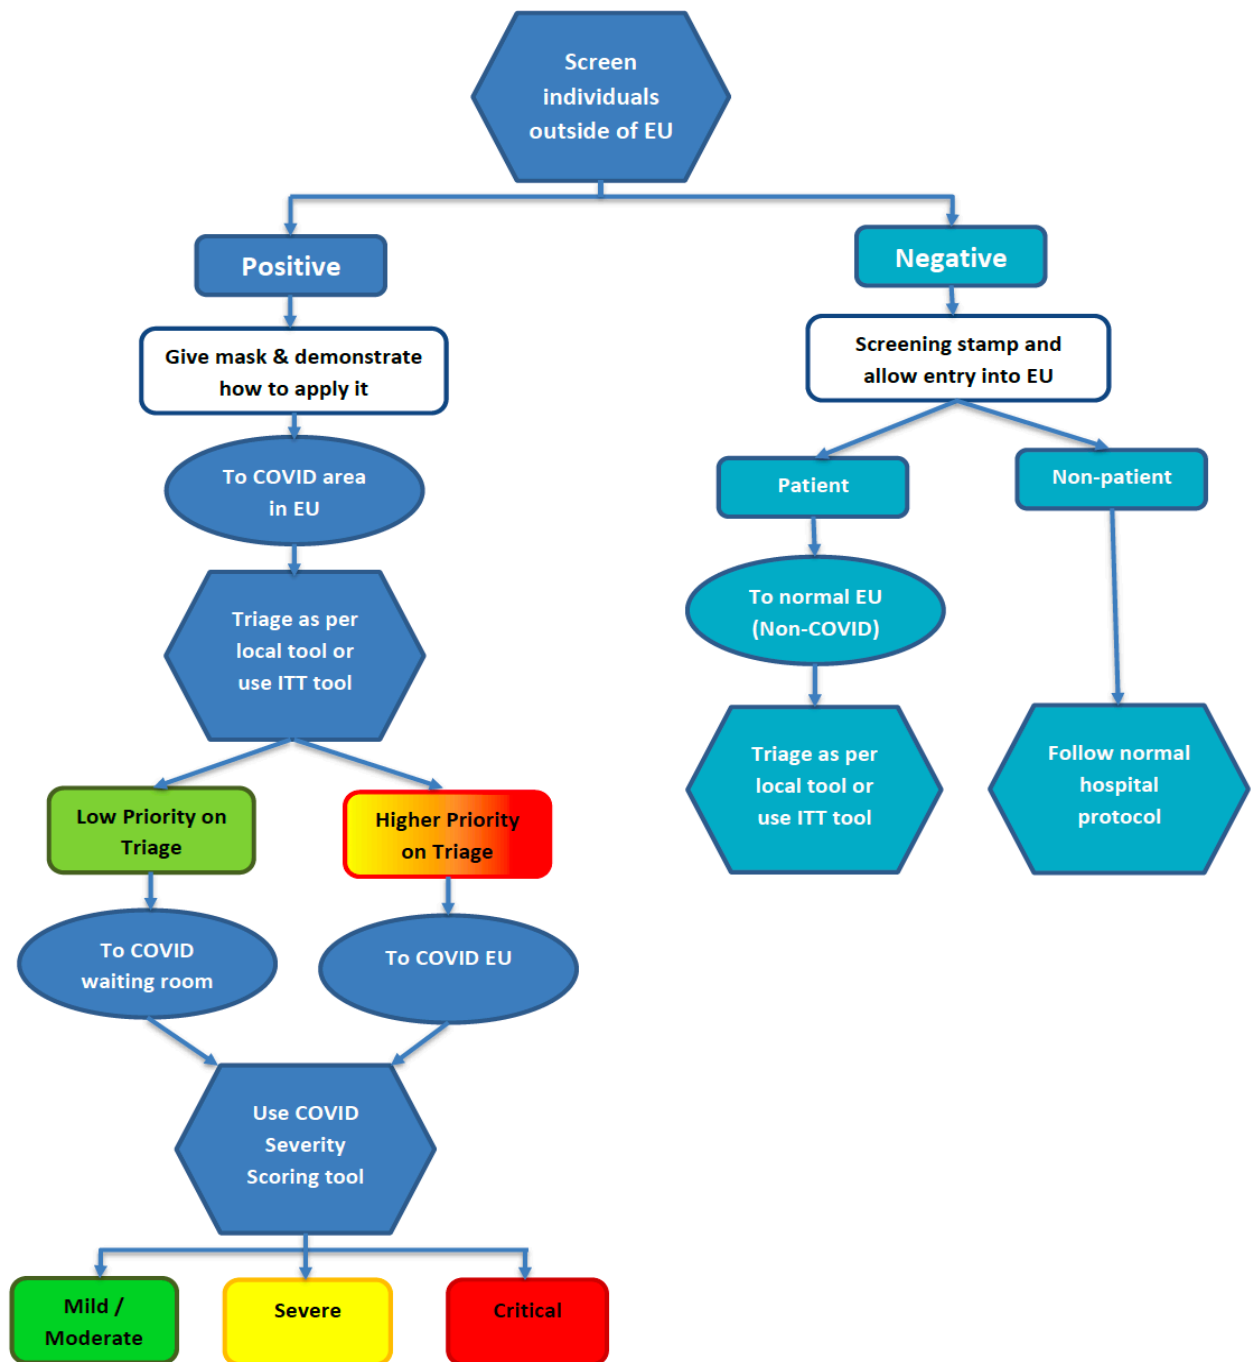 Screen
individuals
outside of EU
Positive
Negative
Give mask & demonstrate
how to apply it
Screening stamp and
allow entry into EU
To COVID area
in EU
Patient
Non-patient
To normal EU
(Non-COVID)
Triage as per
local tool or
use ITT tool
Triage as per
local tool or
use ITT tool
Follow normal
hospital
protocol
Low Priority on
Triage
Higher Priority
on Triage
To COVID
waiting room
To COVID EU
Use COVID
Severity
Scoring tool
Mild /
Moderate
Severe
Critical